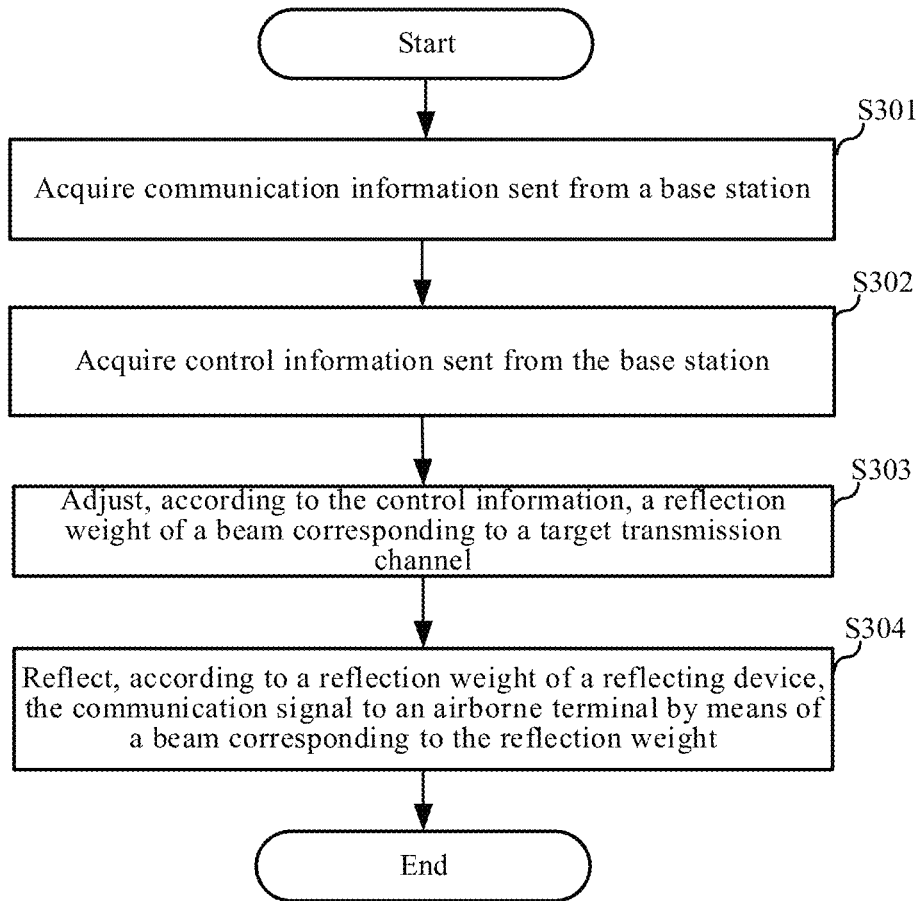 Start
S301
Acquire communication information sent from a base station
S302
Acquire control information sent from the base station
S303
Adjust, according to the control information, a reflection
weight of a beam corresponding to a target transmission
channel
S304
Reflect, according to a reflection weight of a reflecting device,
the communication signal to an airborne terminal by means of
a beam corresponding to the reflection weight
End